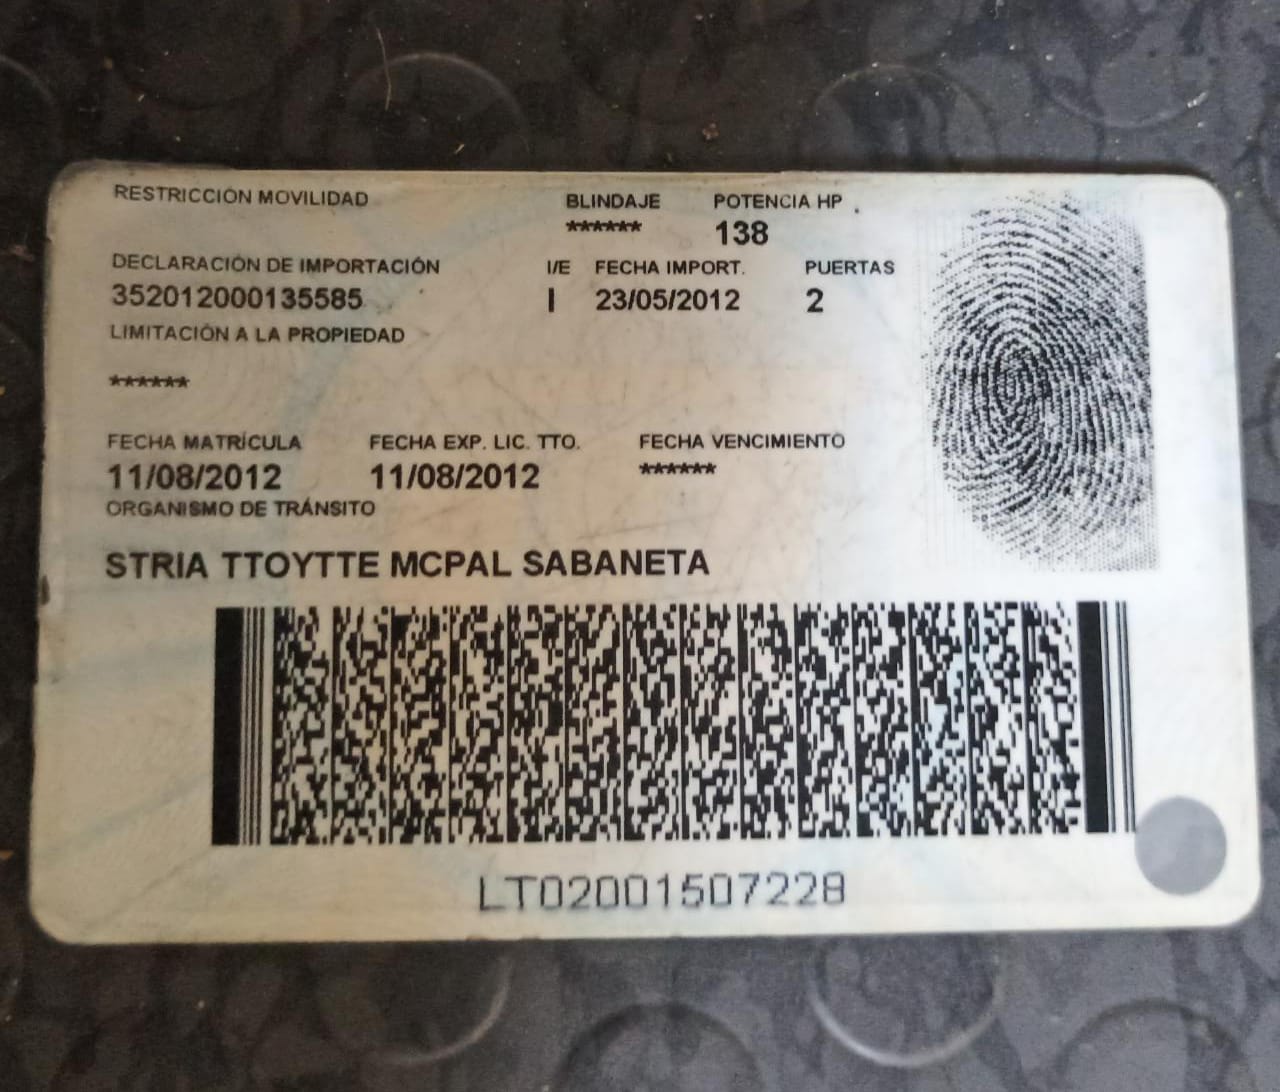 RESTRICCIÓN MOVILIDAD BLINDAJE POTENCIA HP
****** 138
DECLARACIÓN DE IMPORTACIÓN I/E FECHA IMPORT. PUERTAS
352012000135585 I 23/05/2012 2
LIMITACIÓN A LA PROPIEDAD
******
FECHA MATRÍCULA FECHA EXP. LIC. TTO. FECHA VENCIMIENTO
11/08/2012 11/08/2012 ******
ORGANISMO DE TRÁNSITO
STRIA TTOYTTE MCPAL SABANETA
LT02001507228